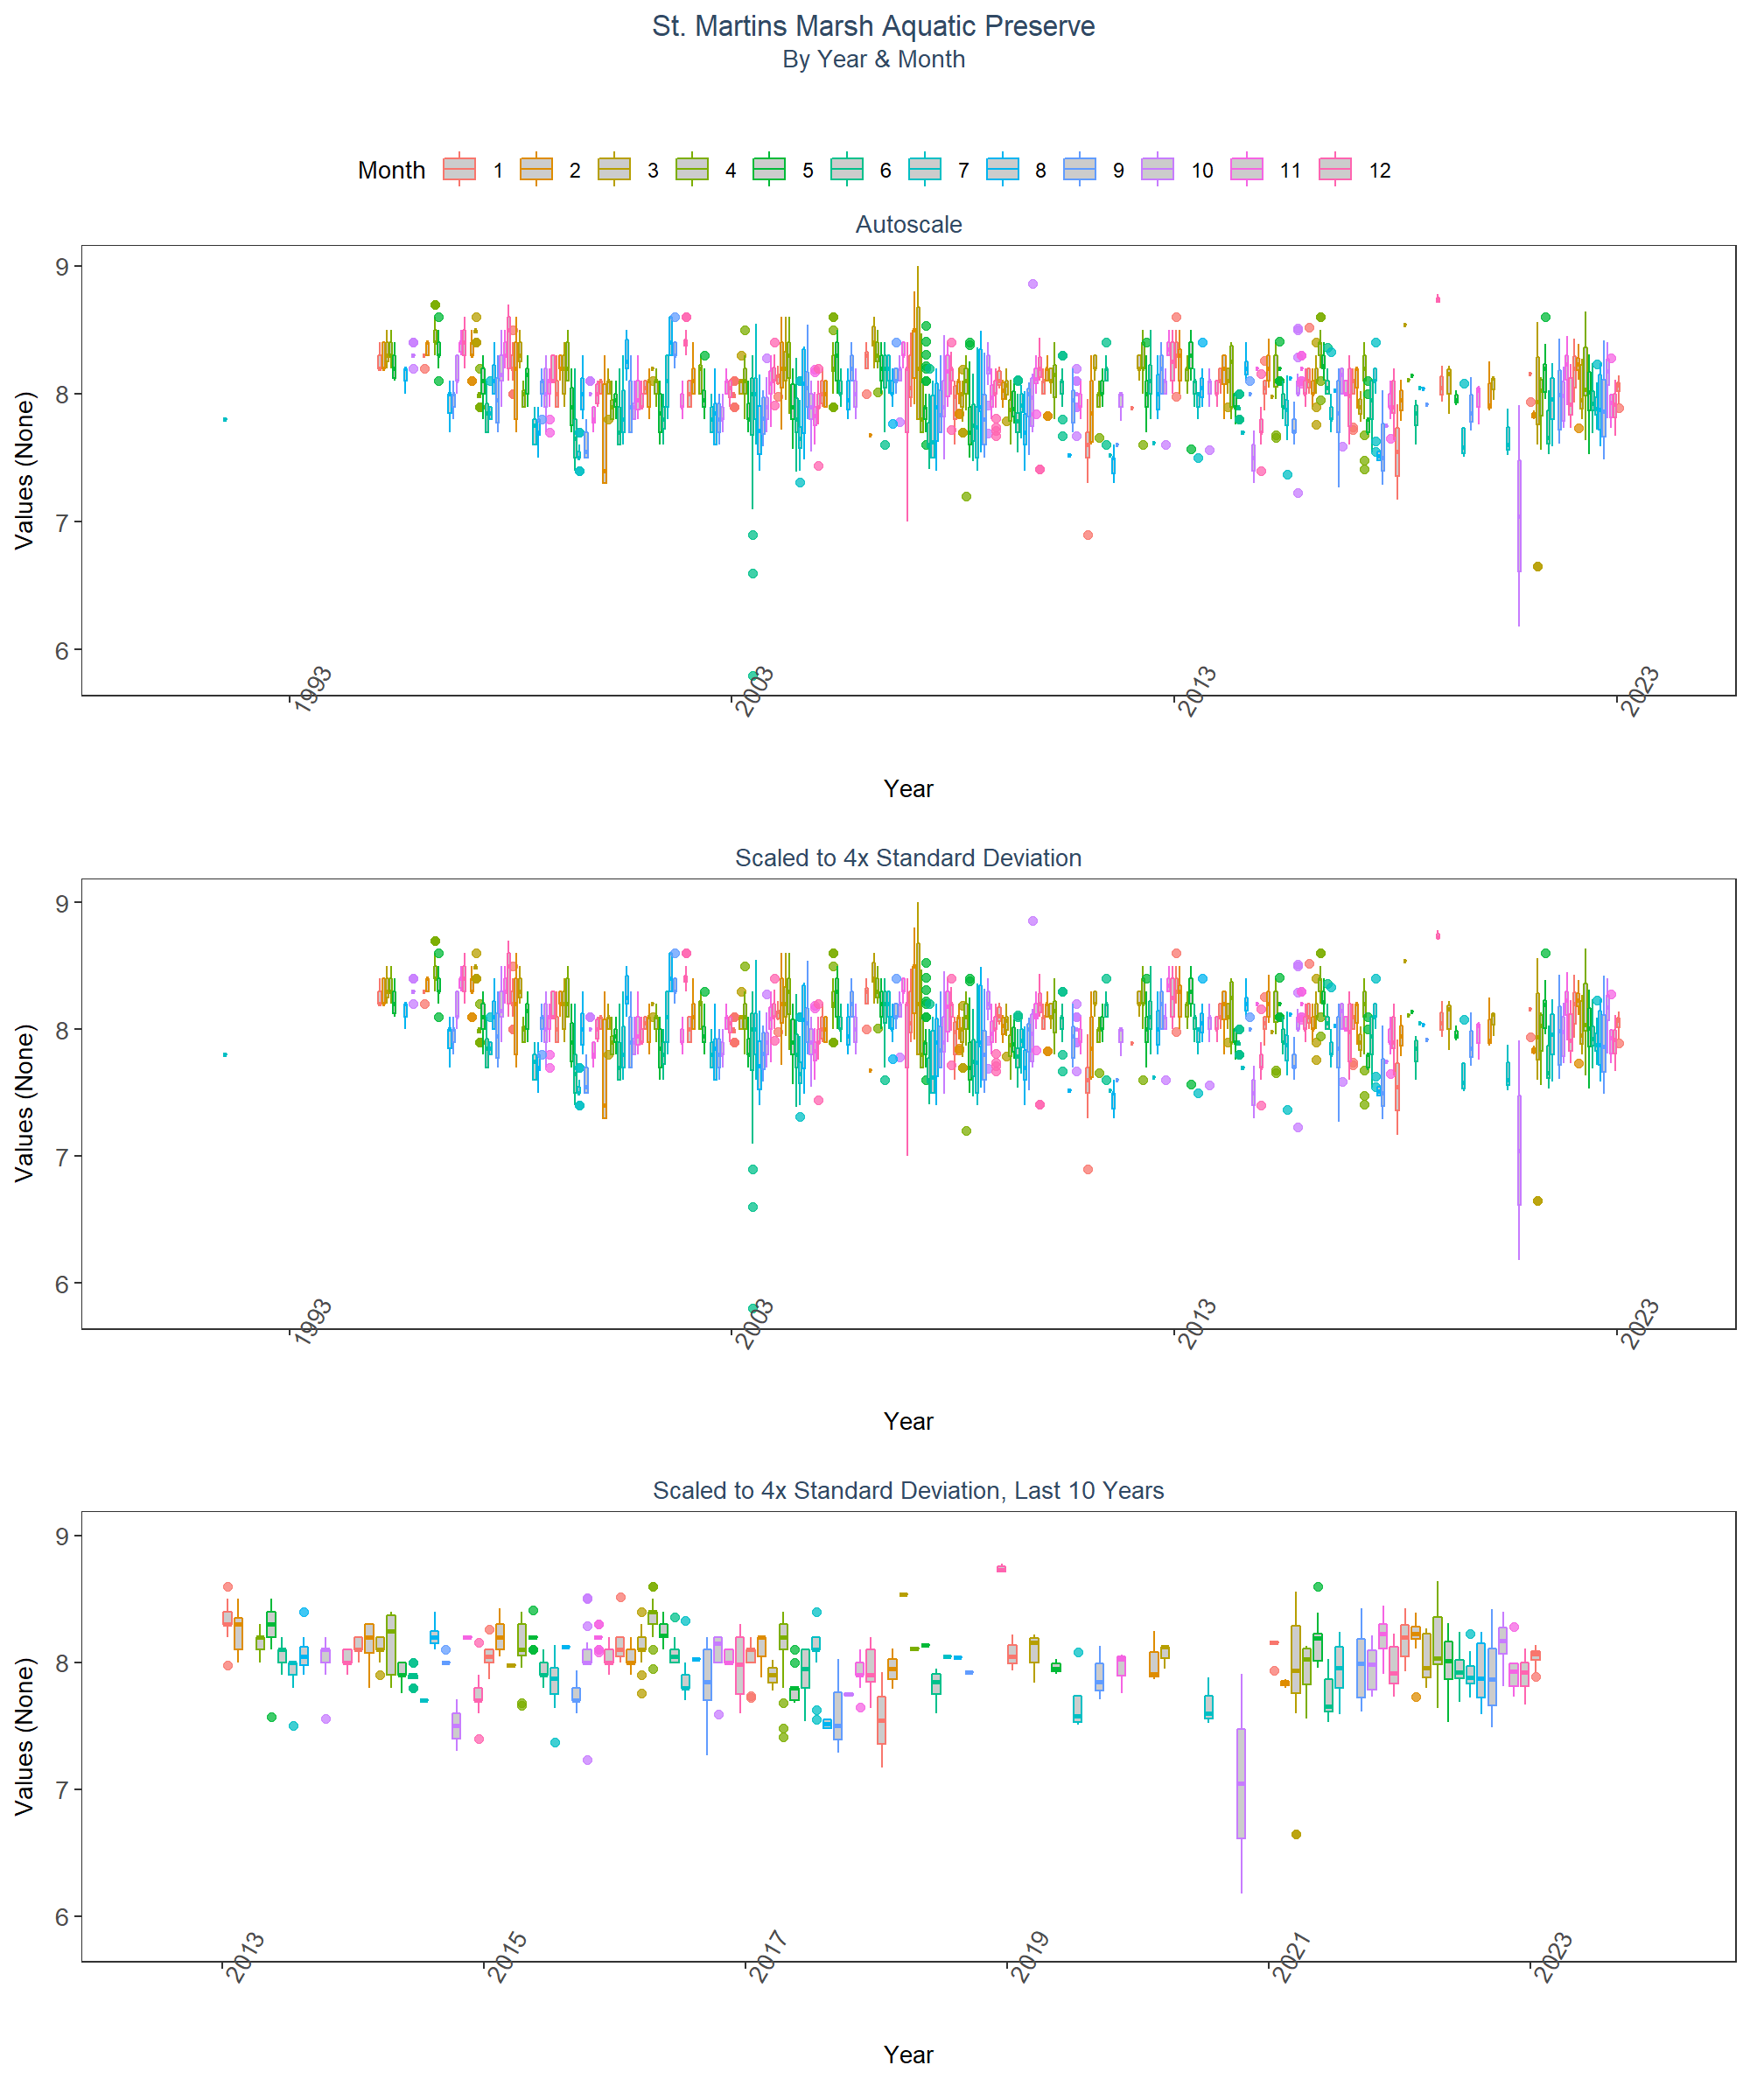 St. Martins Marsh Aquatic Preserve
By Year & Month
Month 1 2 3 4 5 6 7 8 9 10 11 12
Autoscale
Values (None)
9
8
7
6
1993 2003 2013 2023
Year
Scaled to 4x Standard Deviation
Values (None)
9
8
7
6
1993 2003 2013 2023
Year
Scaled to 4x Standard Deviation, Last 10 Years
Values (None)
9
8
7
6
2013 2015 2017 2019 2021 2023
Year